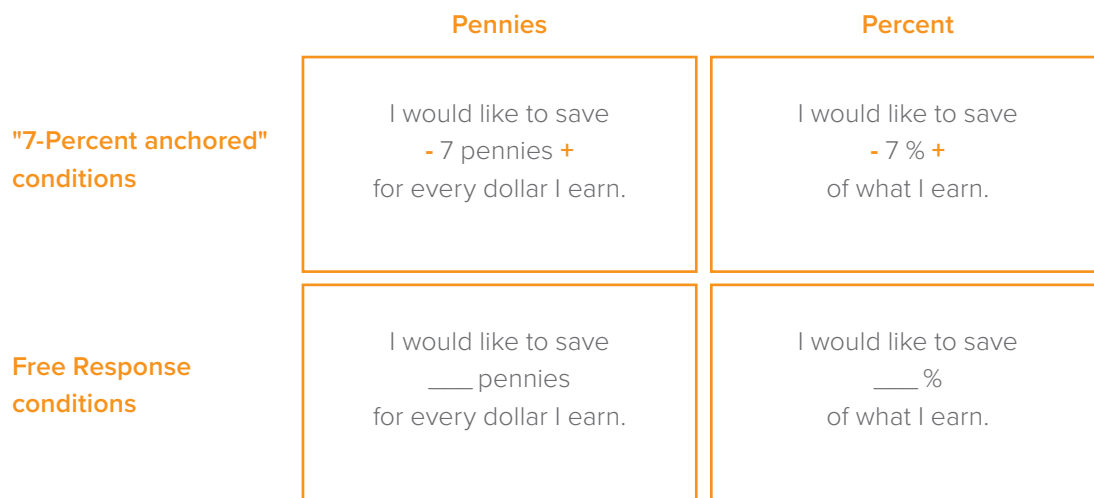 Pennies
Percent
"7-Percent anchored"
conditions
I would like to save
- 7 pennies +
for every dollar I earn.
I would like to save
- 7 % +
of what I earn.
Free Response
conditions
I would like to save
___ pennies
for every dollar I earn.
I would like to save
___ %
of what I earn.